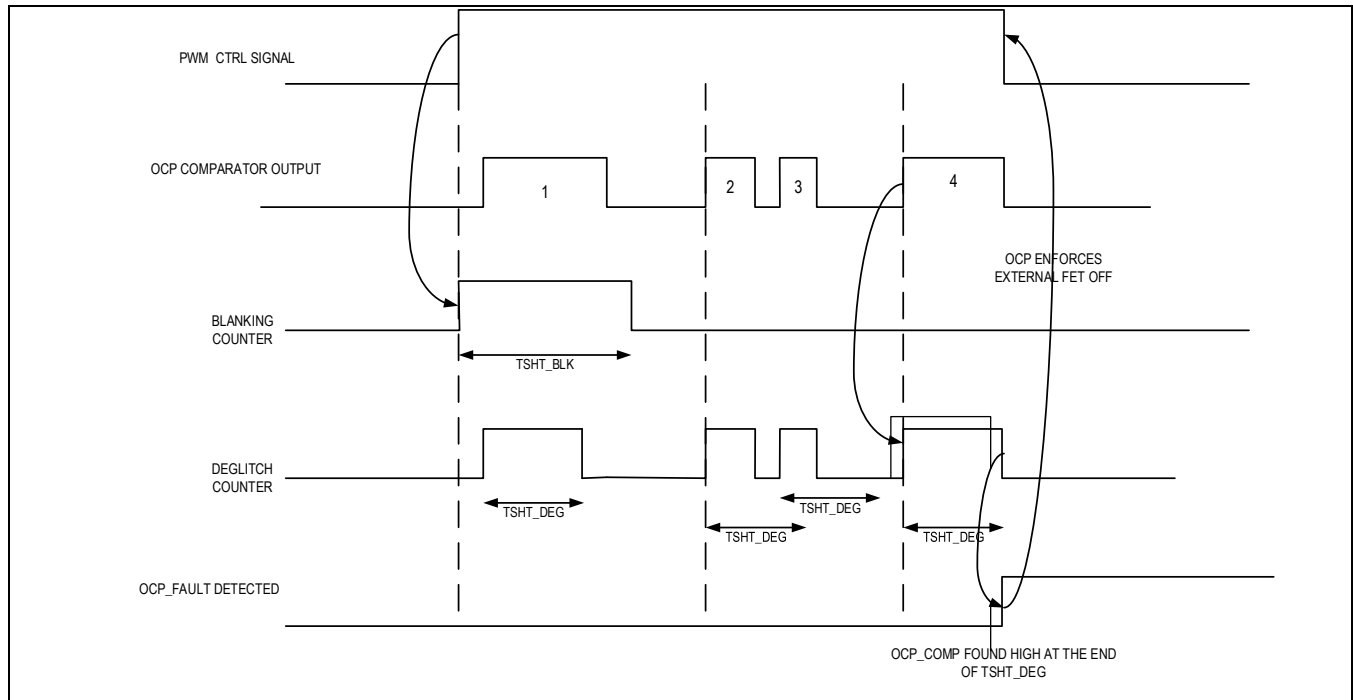 PWM CTRL SIGNAL
OCP COMPARATOR OUTPUT
1
2
3
4
OCP ENFORCES
EXTERNAL FET OFF
BLANKING
COUNTER
TSHT_BLK
DEGLITCH
COUNTER
TSHT_DEG
TSHT_DEG
TSHT_DEG
TSHT_DEG
OCP_FAULT DETECTED
OCP_COMP FOUND HIGH AT THE END
OF TSHT_DEG